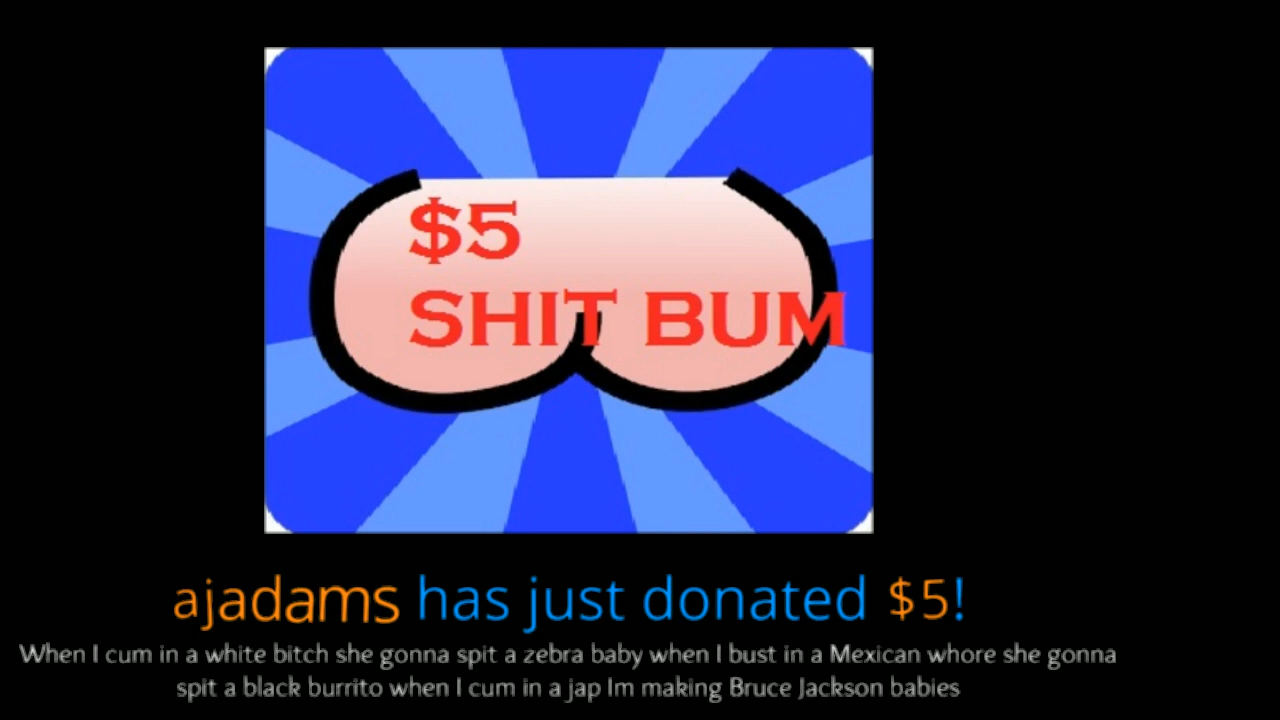 $5
SHIT BUM
ajadams has just donated $5!
When I cum in a white bitch she gonna spit a zebra baby when I bust in a Mexican whore she gonna
spit a black burrito when I cum in a jap Im making Bruce Jackson babies